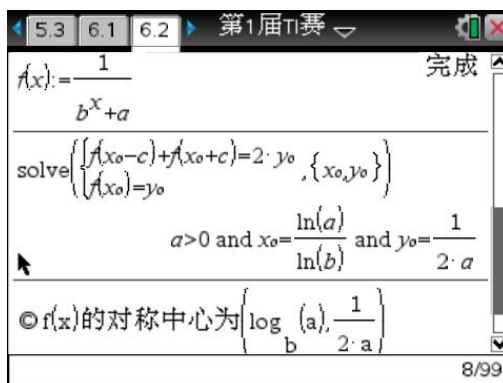 5.3 6.1 6.2 第1届TI赛
f(x):=1/(b^x+a) 完成
solve({f(x₀-c)+f(x₀+c)=2·y₀
f(x₀)=y₀ ,{x₀,y₀})
a>0 and x₀=ln(a)/ln(b) and y₀=1/(2·a)
©f(x)的对称中心为(log_b(a),1/(2·a))
8/99